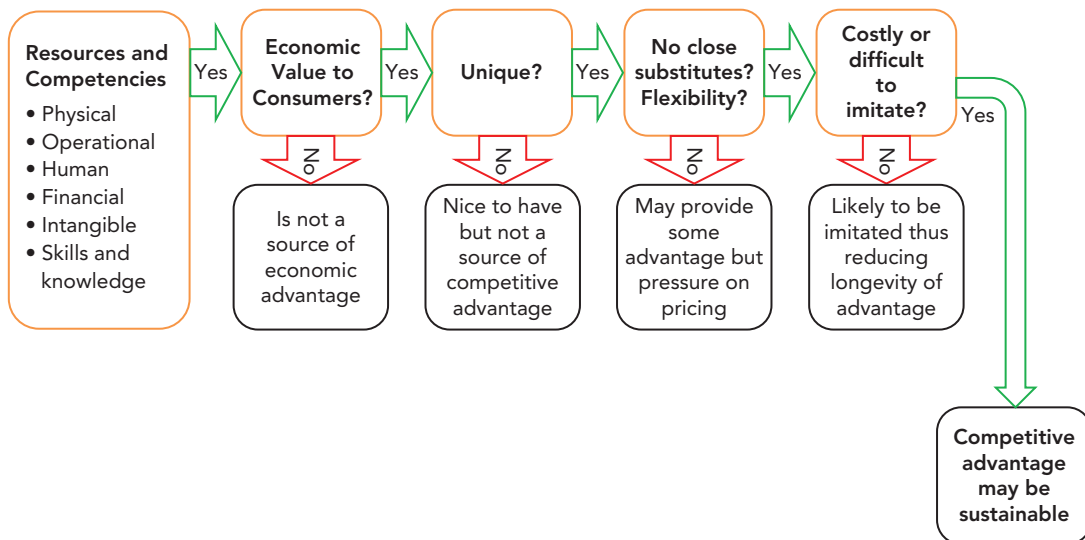 Resources and
Competencies
• Physical
• Operational
• Human
• Financial
• Intangible
• Skills and
knowledge
Yes
Economic
Value to
Consumers?
No
Is not a
source of
economic
advantage
Yes
Unique?
No
Nice to have
but not a
source of
competitive
advantage
Yes
No close
substitutes?
Flexibility?
No
May provide
some
advantage but
pressure on
pricing
Yes
Costly or
difficult
to
imitate?
No
Likely to be
imitated thus
reducing
longevity of
advantage
Yes
Competitive
advantage
may be
sustainable